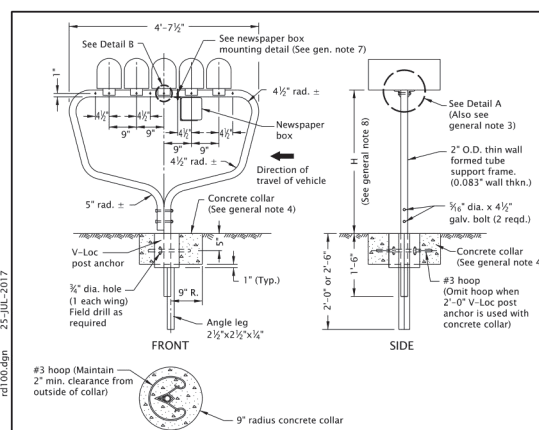 4'-7½"
See Detail B
See newspaper box
mounting detail (See gen. note 7)
1"
4½" rad. ±
4½"
4½"
4½"
4½"
9"
9"
9"
9"
Newspaper
box
4½" rad. ±
Direction of
travel of vehicle
5" rad. ±
Concrete collar
(See general note 4)
V-Loc
post anchor
5"
1" (Typ.)
¾" dia. hole
(1 each wing)
Field drill as
required
9" R.
Angle leg
2½"x2½"x¼"
FRONT
See Detail A
(Also see
general note 3)
H
(See general note 8)
2" O.D. thin wall
formed tube
support frame.
(0.083" wall thkn.)
5⁄16" dia. x 4½"
galv. bolt (2 reqd.)
Concrete collar
(See general note 4
1'-6"
2'-0" or 2'-6"
#3 hoop
(Omit hoop when
2'-0" V-Loc post
anchor is used with
concrete collar)
SIDE
#3 hoop (Maintain
2" min. clearance from
outside of collar)
9" radius concrete collar
rd100.dgn 25-JUL-2017